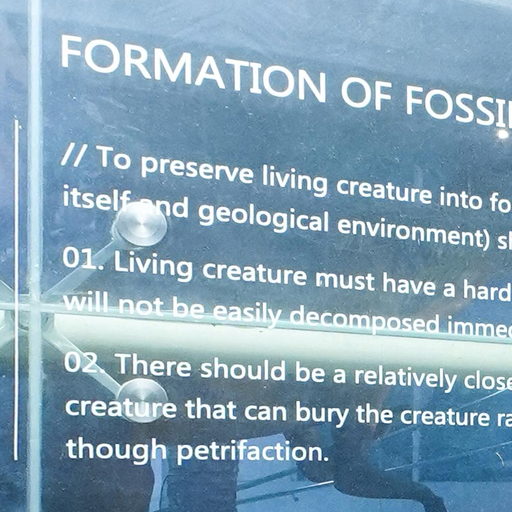 FORMATION OF FOSSI
// To preserve living creature into fo
itself and geological environment) s
01. Living creature must have a hard
will not be easily decomposed immed
02. There should be a relatively close
creature that can bury the creature ra
though petrifaction.